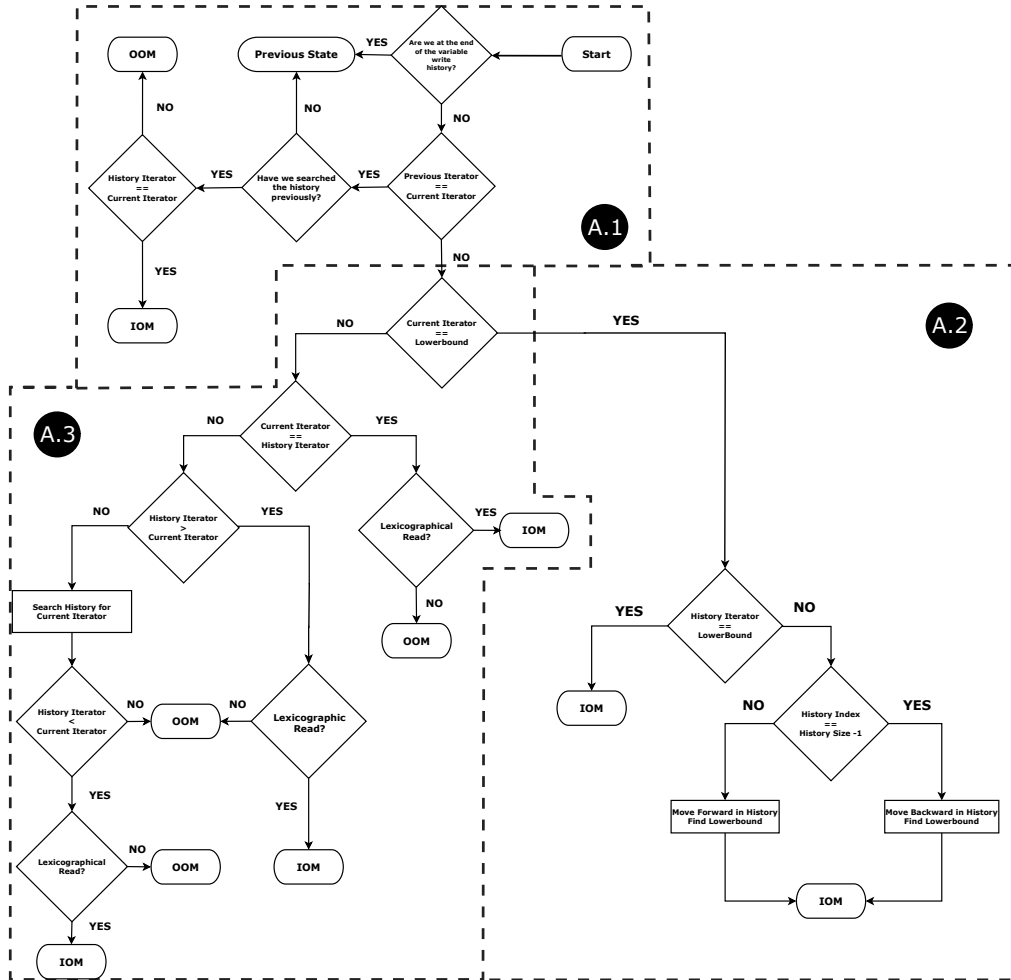 Start
Are we at the end
of the variable
write
history?
YES
Previous State
OOM
NO
NO
NO
Previous Iterator
==
Current Iterator
YES
Have we searched
the history
previously?
YES
History Iterator
==
Current Iterator
YES
IOM
A.1
NO
Current Iterator
==
Lowerbound
NO
YES
A.2
A.3
Current Iterator
==
History Iterator
NO
YES
History Iterator
>
Current Iterator
NO
YES
Lexicographical
Read?
YES
IOM
NO
OOM
Search History for
Current Iterator
History Iterator
<
Current Iterator
NO
OOM
NO
Lexicographic
Read?
YES
YES
IOM
Lexicographical
Read?
NO
OOM
YES
IOM
History Iterator
==
LowerBound
YES
NO
IOM
History Index
==
History Size -1
NO
YES
Move Forward in History
Find Lowerbound
Move Backward in History
Find Lowerbound
IOM